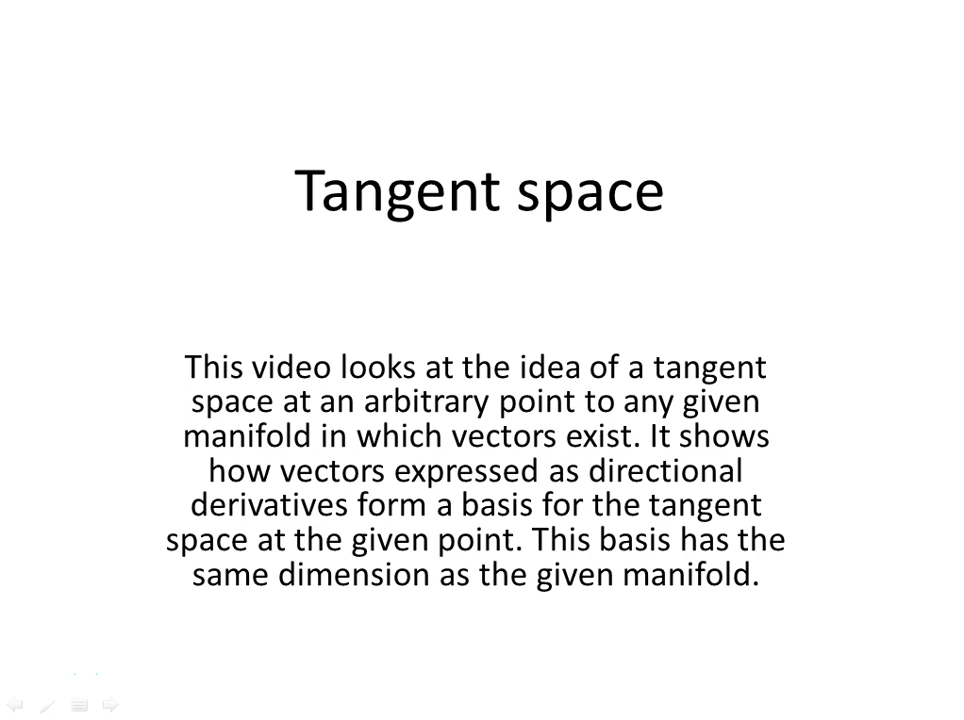 Tangent space
This video looks at the idea of a tangent
space at an arbitrary point to any given
manifold in which vectors exist. It shows
how vectors expressed as directional
derivatives form a basis for the tangent
space at the given point. This basis has the
same dimension as the given manifold.